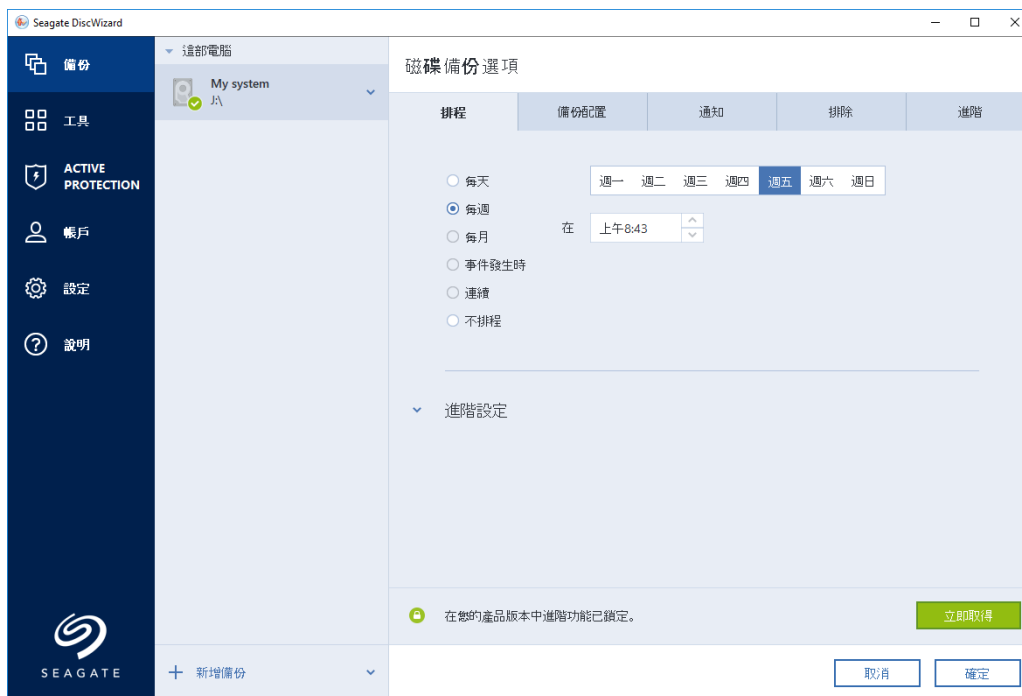 Seagate DiscWizard
備份
工具
ACTIVE
PROTECTION
帳戶
設定
說明
SEAGATE
這部電腦
My system
J:\
新增備份
磁碟備份選項
排程 備份配置 通知 排除 進階
每天
每週
每月
事件發生時
連續
不排程
週一 週二 週三 週四 週五 週六 週日
在 上午8:43
進階設定
在您的產品版本中進階功能已鎖定。
立即取得
取消 確定